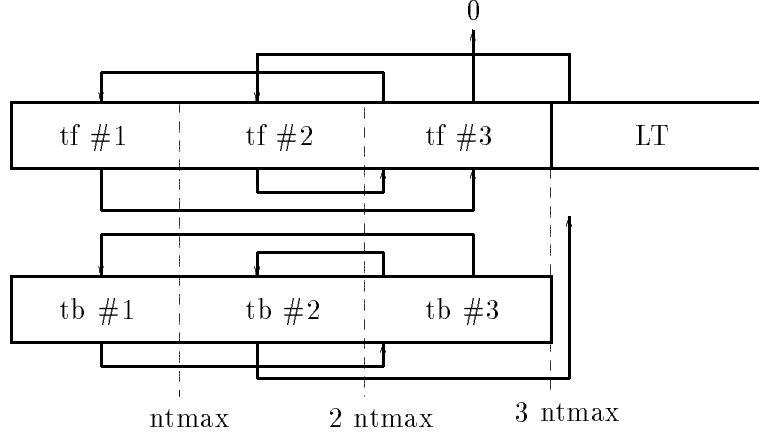 0
tf #1 tf #2 tf #3 LT
tb #1 tb #2 tb #3
ntmax 2 ntmax 3 ntmax